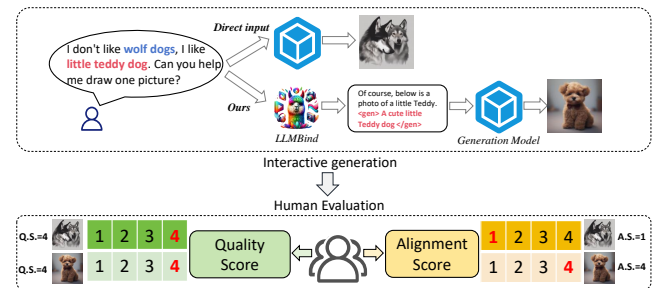 I don't like wolf dogs, I like
little teddy dog. Can you help
me draw one picture?
Direct input
Ours
LLMBind
Of course, below is a
photo of a little Teddy.
<gen> A cute little
Teddy dog </gen>
Generation Model
Interactive generation
Human Evaluation
Q.S.=4
1 2 3 4
Q.S.=4
1 2 3 4
Quality
Score
Alignment
Score
1 2 3 4
A.S.=1
1 2 3 4
A.S.=4